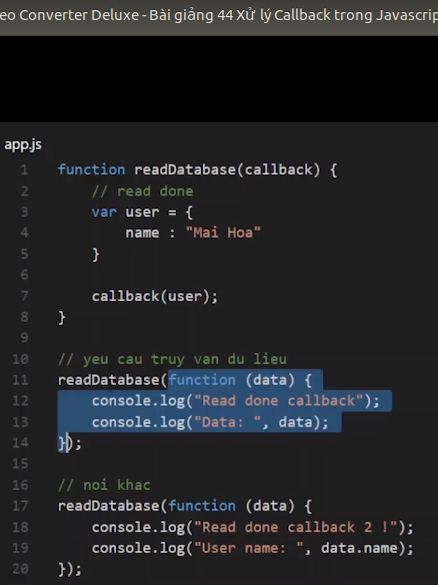 eo Converter Deluxe - Bài giảng 44 Xử lý Callback trong Javascrip
app.js
1 function readDatabase(callback) {
2 // read done
3 var user = {
4 name : "Mai Hoa"
5 }
6
7 callback(user);
8 }
9
10 // yeu cau truy van du lieu
11 readDatabase(function (data) {
12 console.log("Read done callback");
13 console.log("Data: ", data);
14 });
15
16 // noi khac
17 readDatabase(function (data) {
18 console.log("Read done callback 2 !");
19 console.log("User name: ", data.name);
20 });